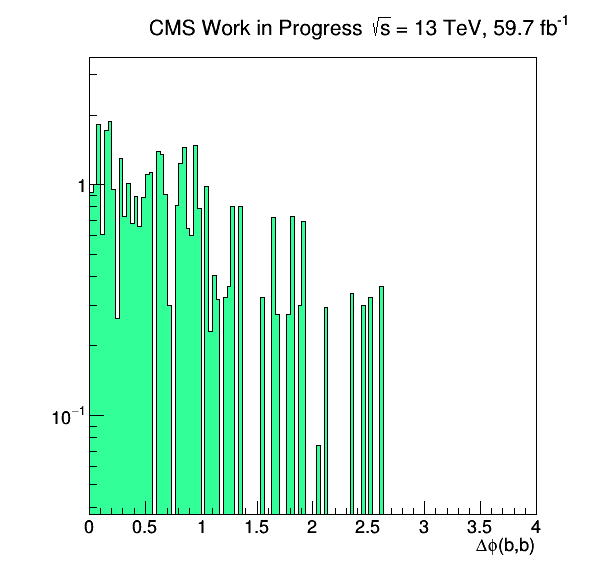 CMS Work in Progress √s = 13 TeV, 59.7 fb⁻¹
1
10⁻¹
0 0.5 1 1.5 2 2.5 3 3.5 4
Δϕ(b,b)